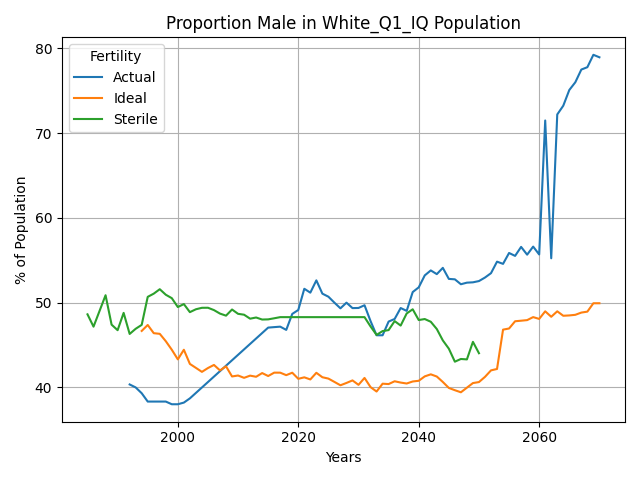 Proportion Male in White_Q1_IQ Population
Fertility
Actual
Ideal
Sterile
% of Population
80
70
60
50
40
2000 2020 2040 2060
Years